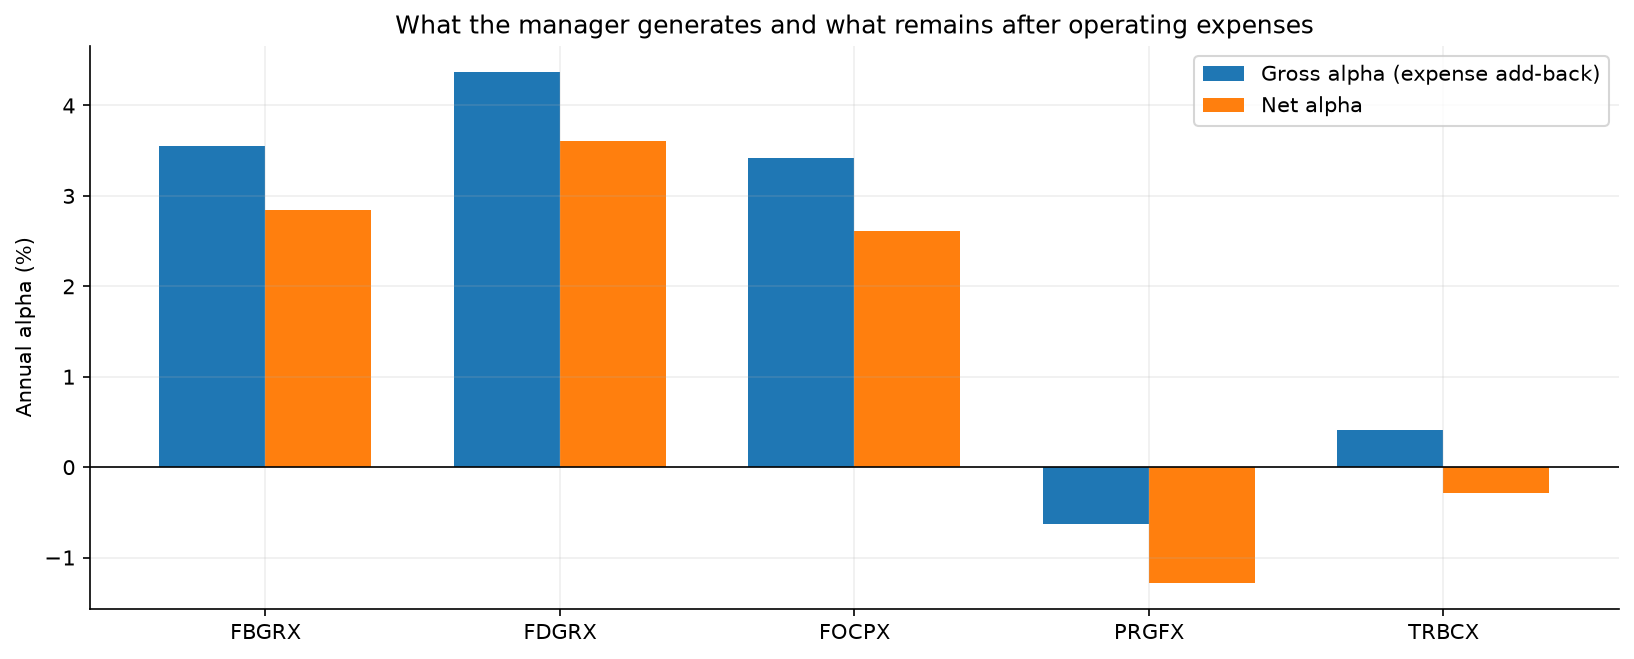 What the manager generates and what remains after operating expenses
Gross alpha (expense add-back)
Net alpha
Annual alpha (%)
4
3
2
1
0
−1
FBGRX
FDGRX
FOCPX
PRGFX
TRBCX